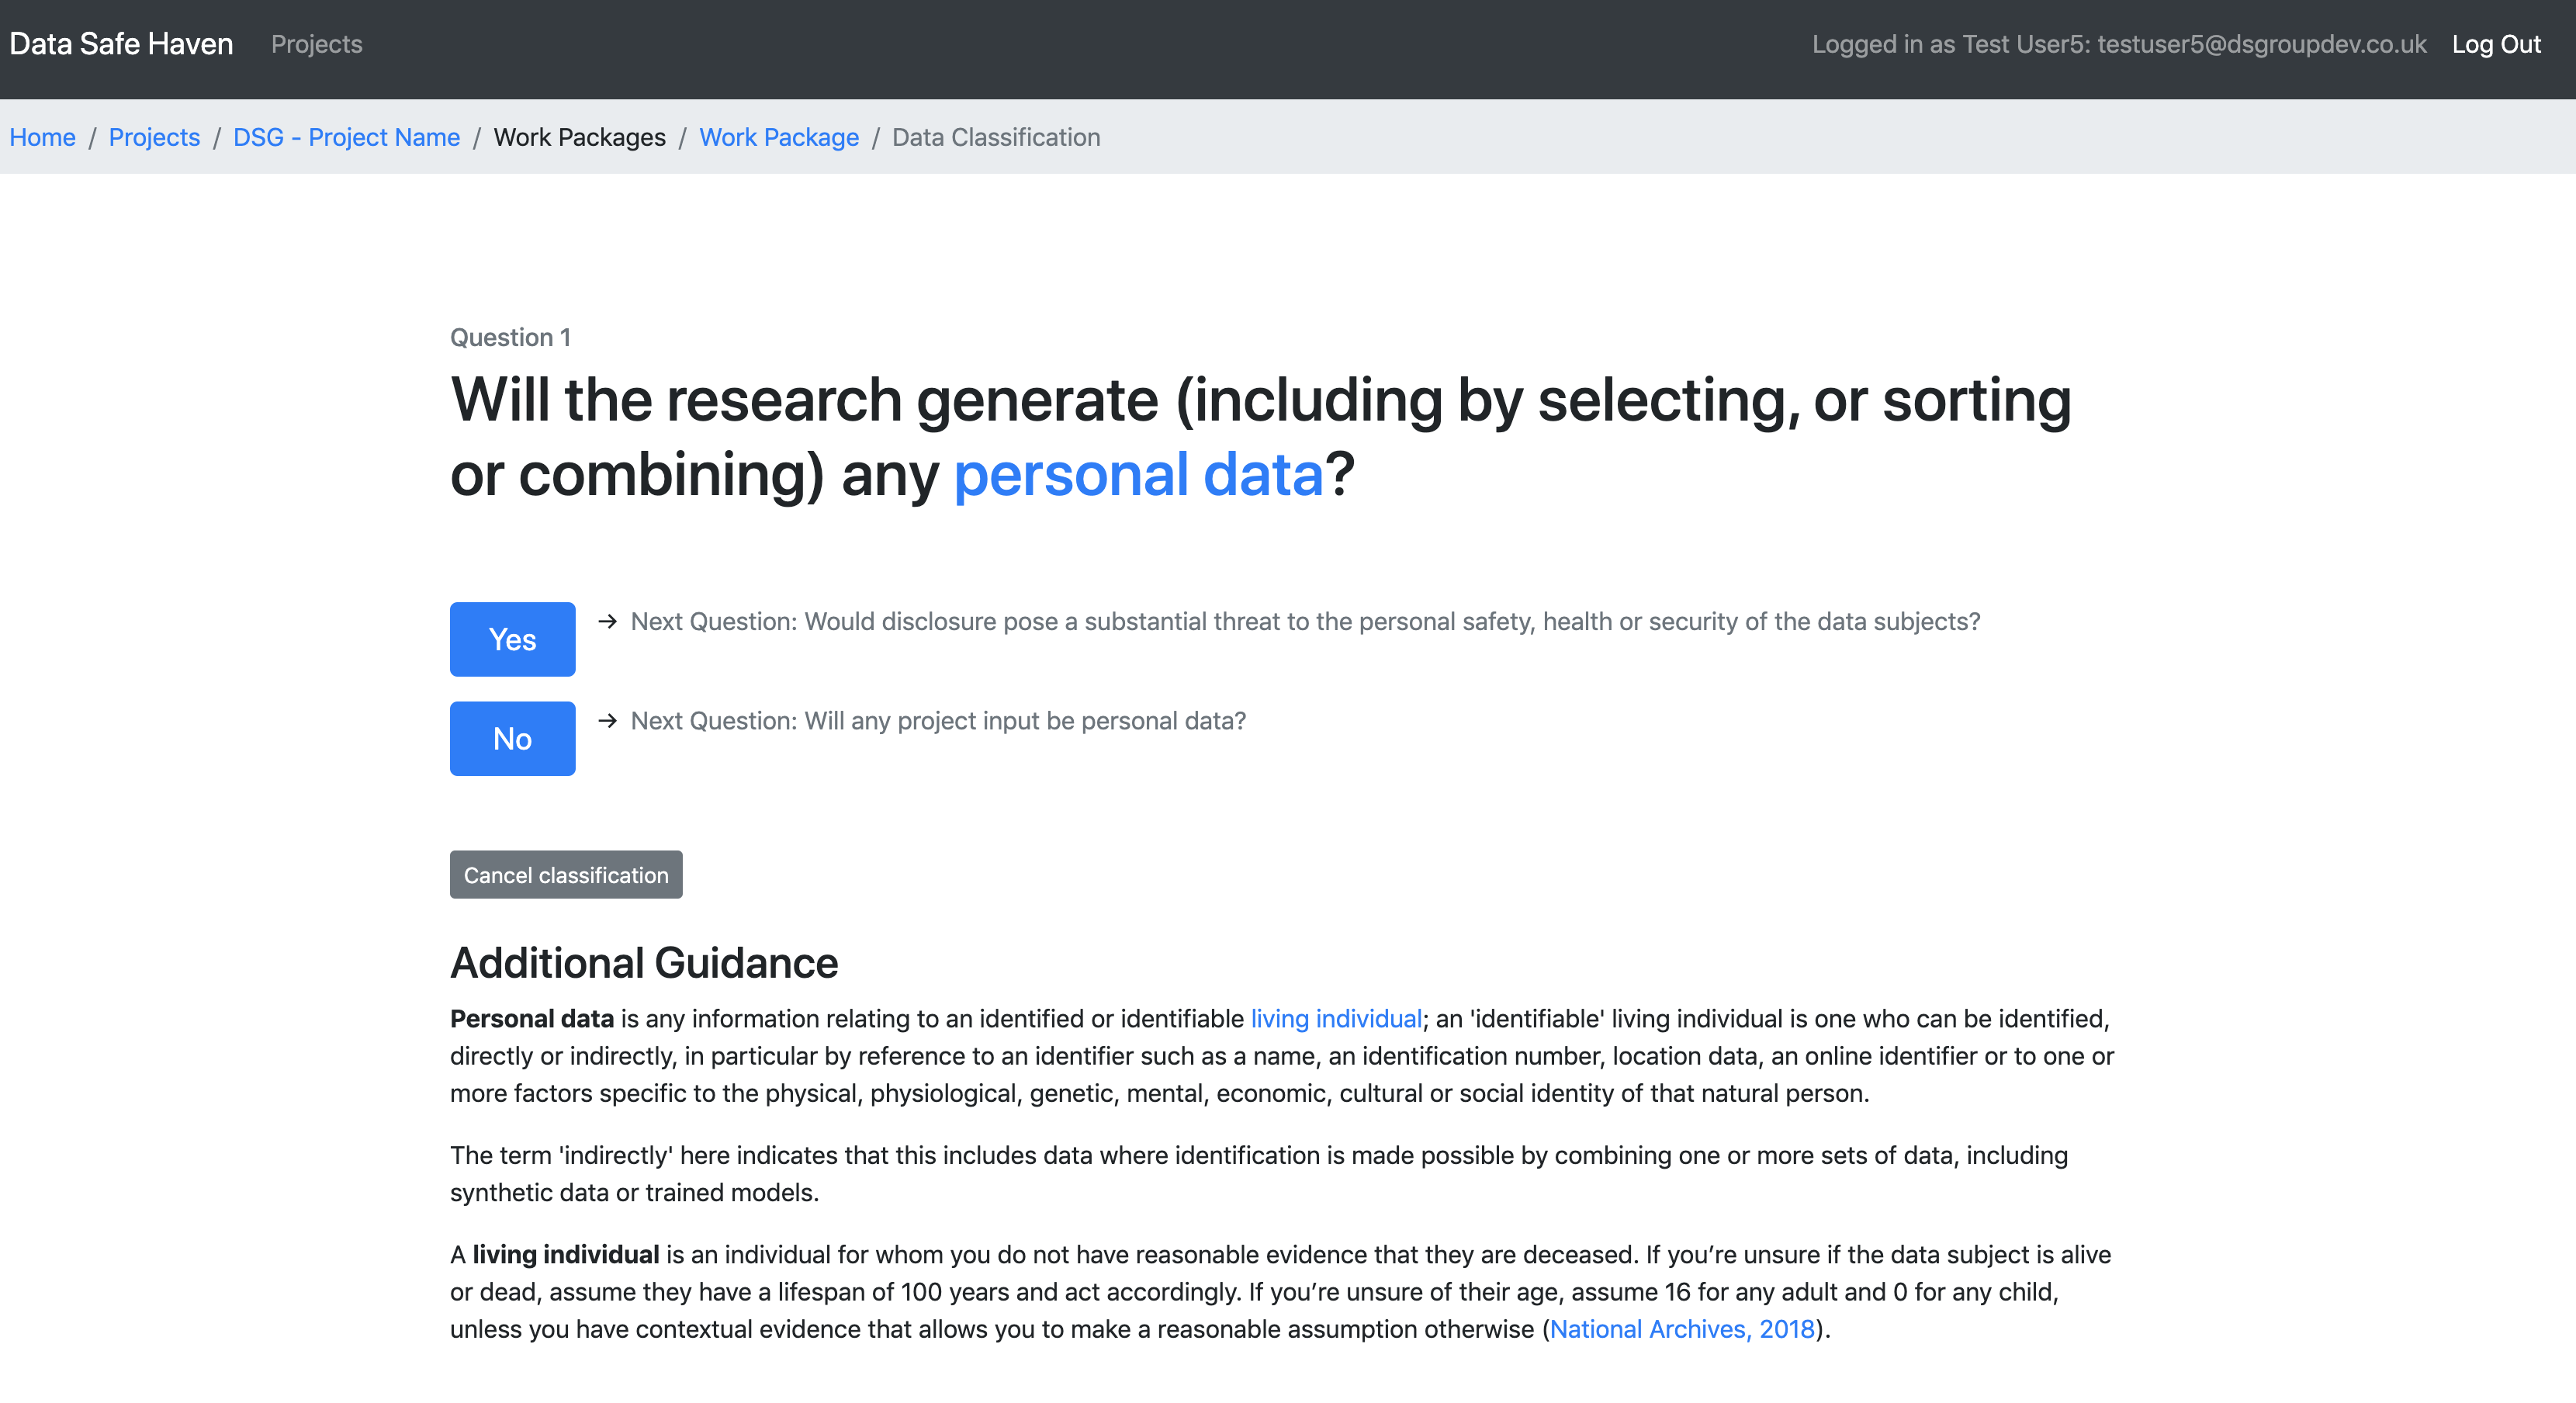 Data Safe Haven Projects Logged in as Test User5: testuser5@dsgroupdev.co.uk Log Out
Home / Projects / DSG - Project Name / Work Packages / Work Package / Data Classification
Question 1
Will the research generate (including by selecting, or sorting
or combining) any personal data?
Yes → Next Question: Would disclosure pose a substantial threat to the personal safety, health or security of the data subjects?
No → Next Question: Will any project input be personal data?
Cancel classification
Additional Guidance
Personal data is any information relating to an identified or identifiable living individual; an 'identifiable' living individual is one who can be identified,
directly or indirectly, in particular by reference to an identifier such as a name, an identification number, location data, an online identifier or to one or
more factors specific to the physical, physiological, genetic, mental, economic, cultural or social identity of that natural person.
The term 'indirectly' here indicates that this includes data where identification is made possible by combining one or more sets of data, including
synthetic data or trained models.
A living individual is an individual for whom you do not have reasonable evidence that they are deceased. If you’re unsure if the data subject is alive
or dead, assume they have a lifespan of 100 years and act accordingly. If you’re unsure of their age, assume 16 for any adult and 0 for any child,
unless you have contextual evidence that allows you to make a reasonable assumption otherwise (National Archives, 2018).